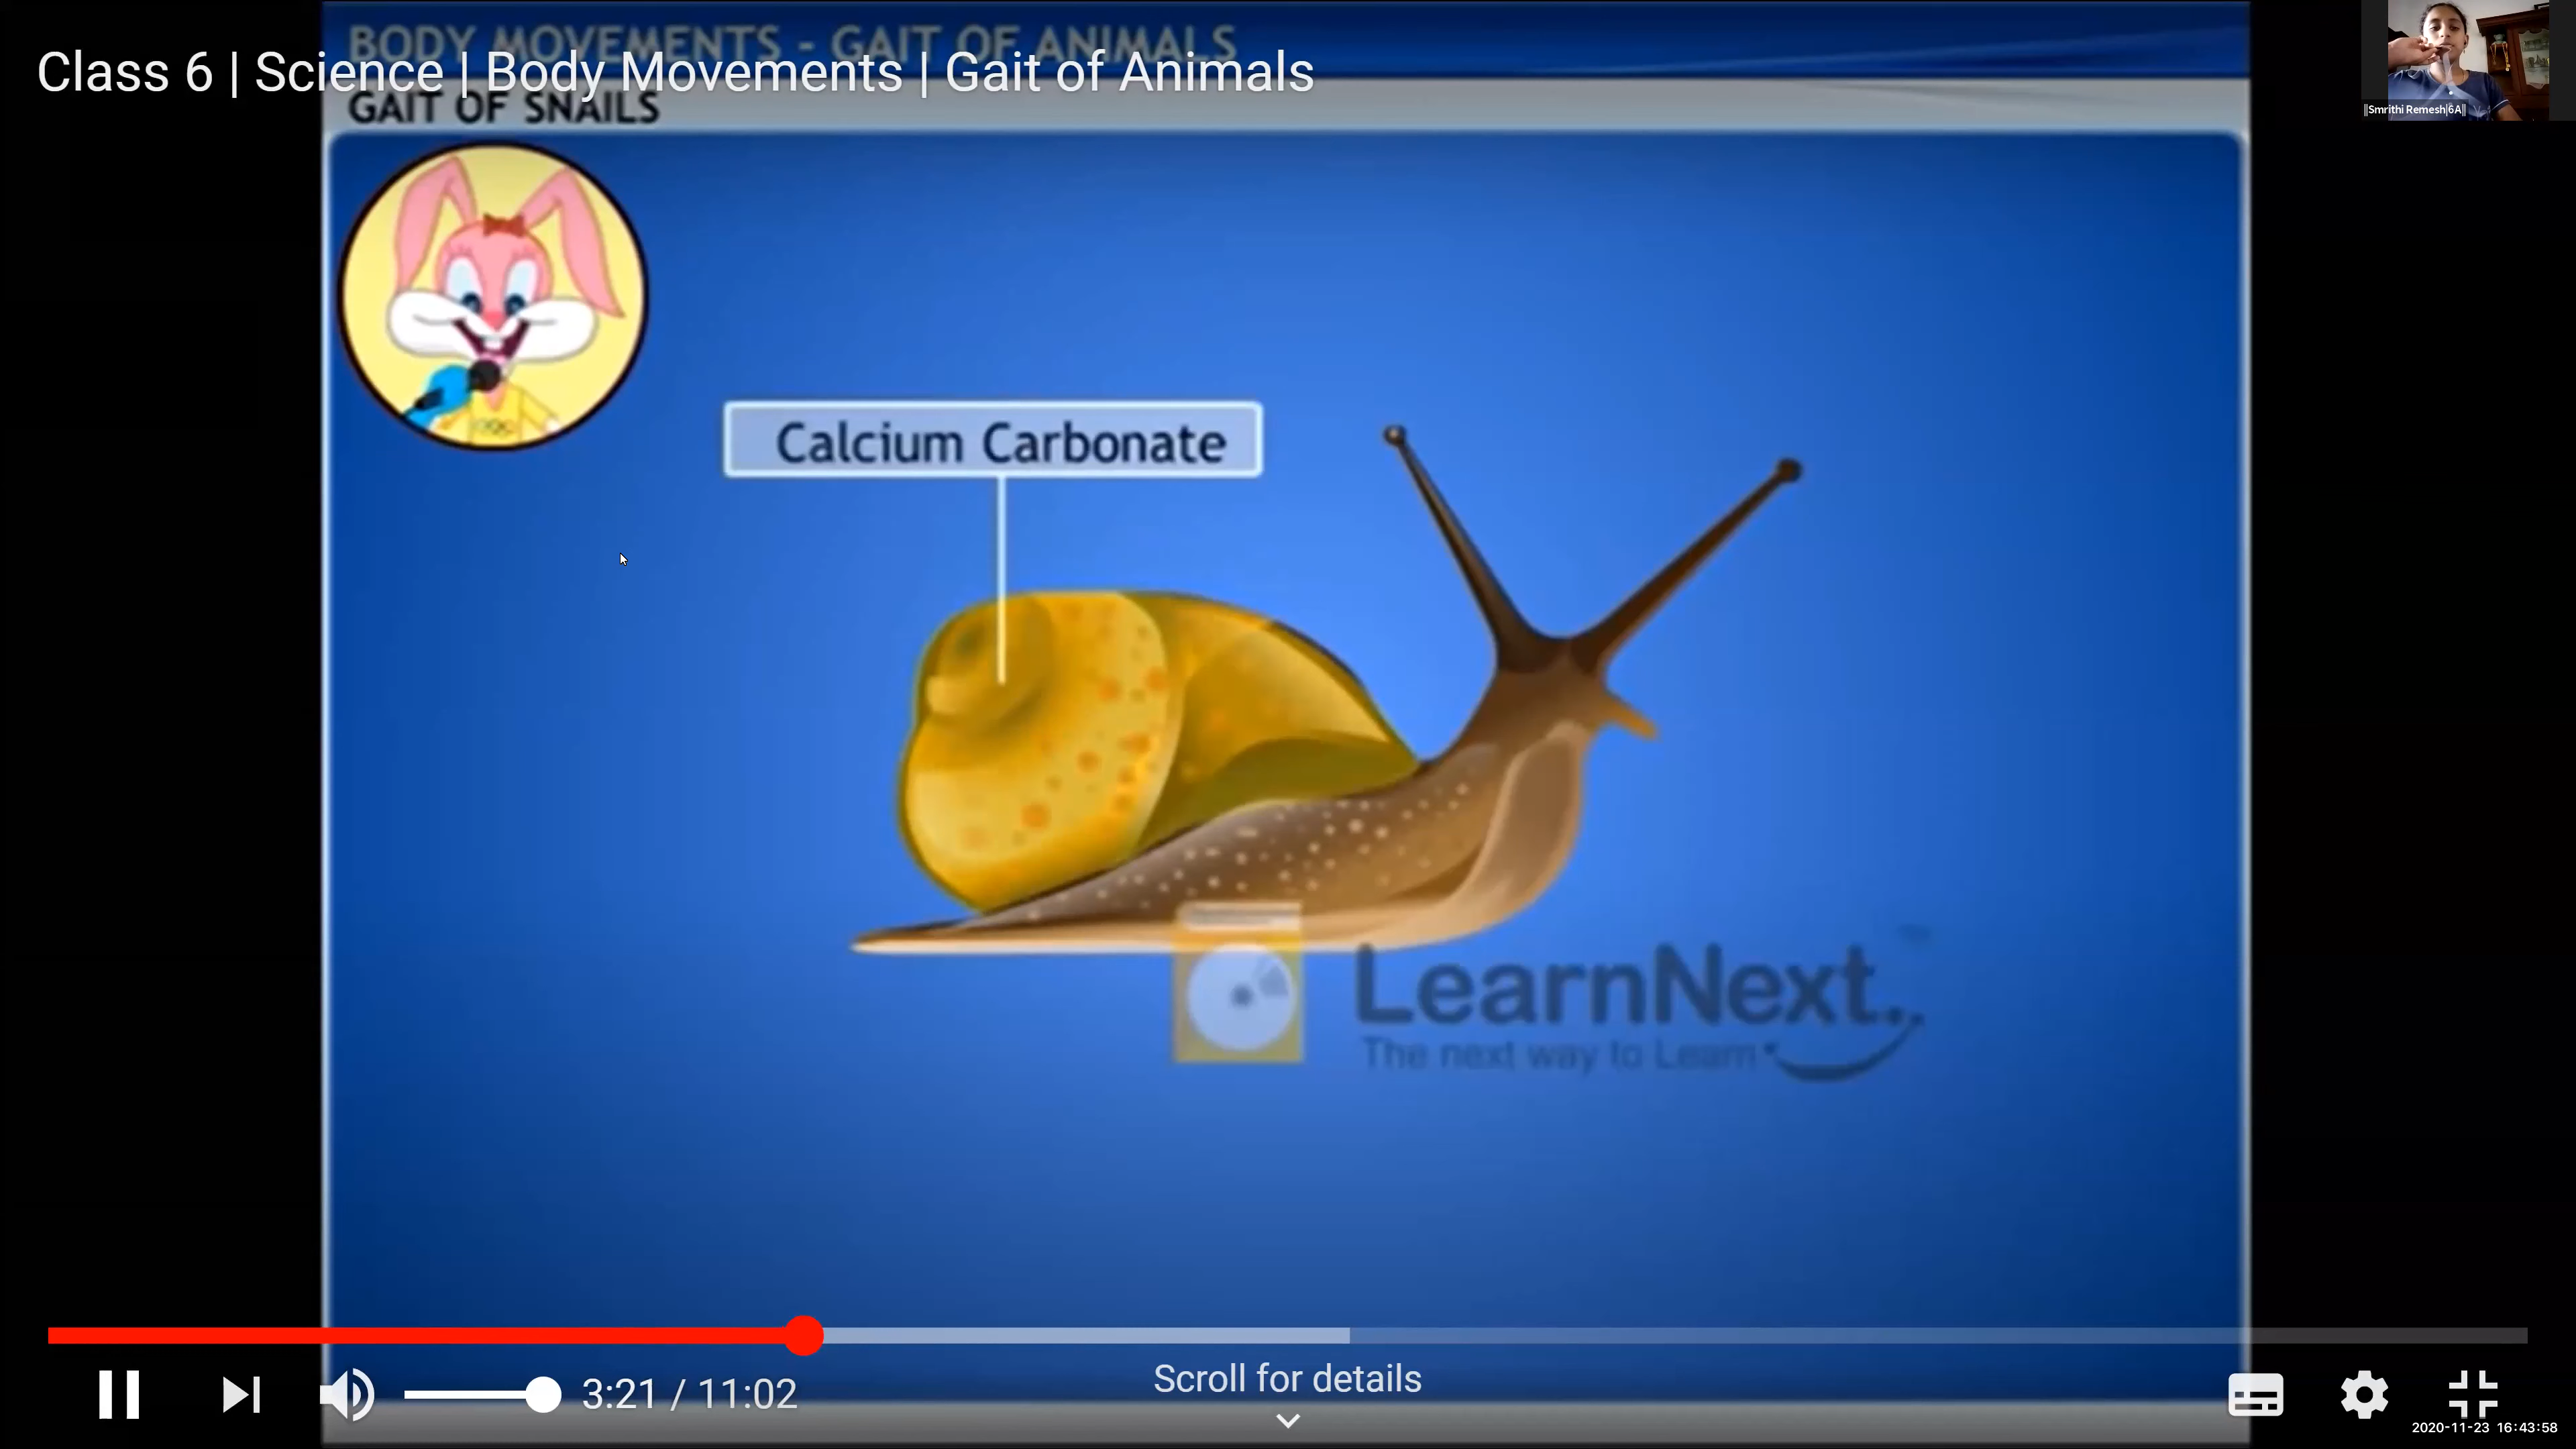 BODY MOVEMENTS - GAIT OF ANIMALS
Class 6 | Science | Body Movements | Gait of Animals
GAIT OF SNAILS
||Smrithi Remesh|6A||
Calcium Carbonate
LearnNext.
The next way to Learn
3:21 / 11:02
Scroll for details
2020-11-23 16:43:58